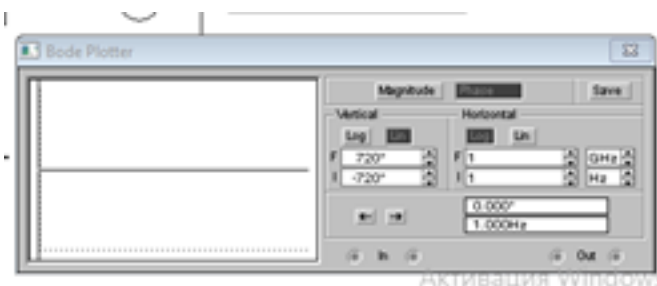 Bode Plotter
Magnitude Phase Save
Vertical Horizontal
Log Lin Log Lin
F 720° F 1 GHz
I -720° I 1 Hz
0.000°
1.000Hz
In Out
Активация Windows